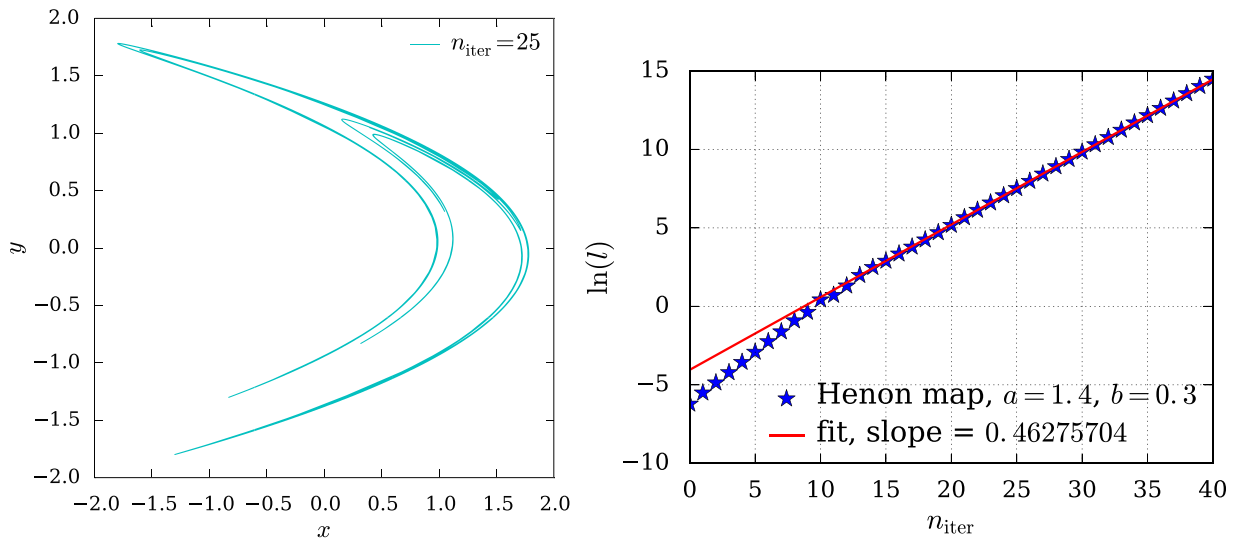 2.0
1.5
1.0
0.5
0.0
−0.5
−1.0
−1.5
−2.0
y
n_iter = 25
−2.0 −1.5 −1.0 −0.5 0.0 0.5 1.0 1.5 2.0
x
15
10
5
0
−5
−10
ln(l)
Henon map, a = 1.4, b = 0.3
fit, slope = 0.46275704
0 5 10 15 20 25 30 35 40
n_iter